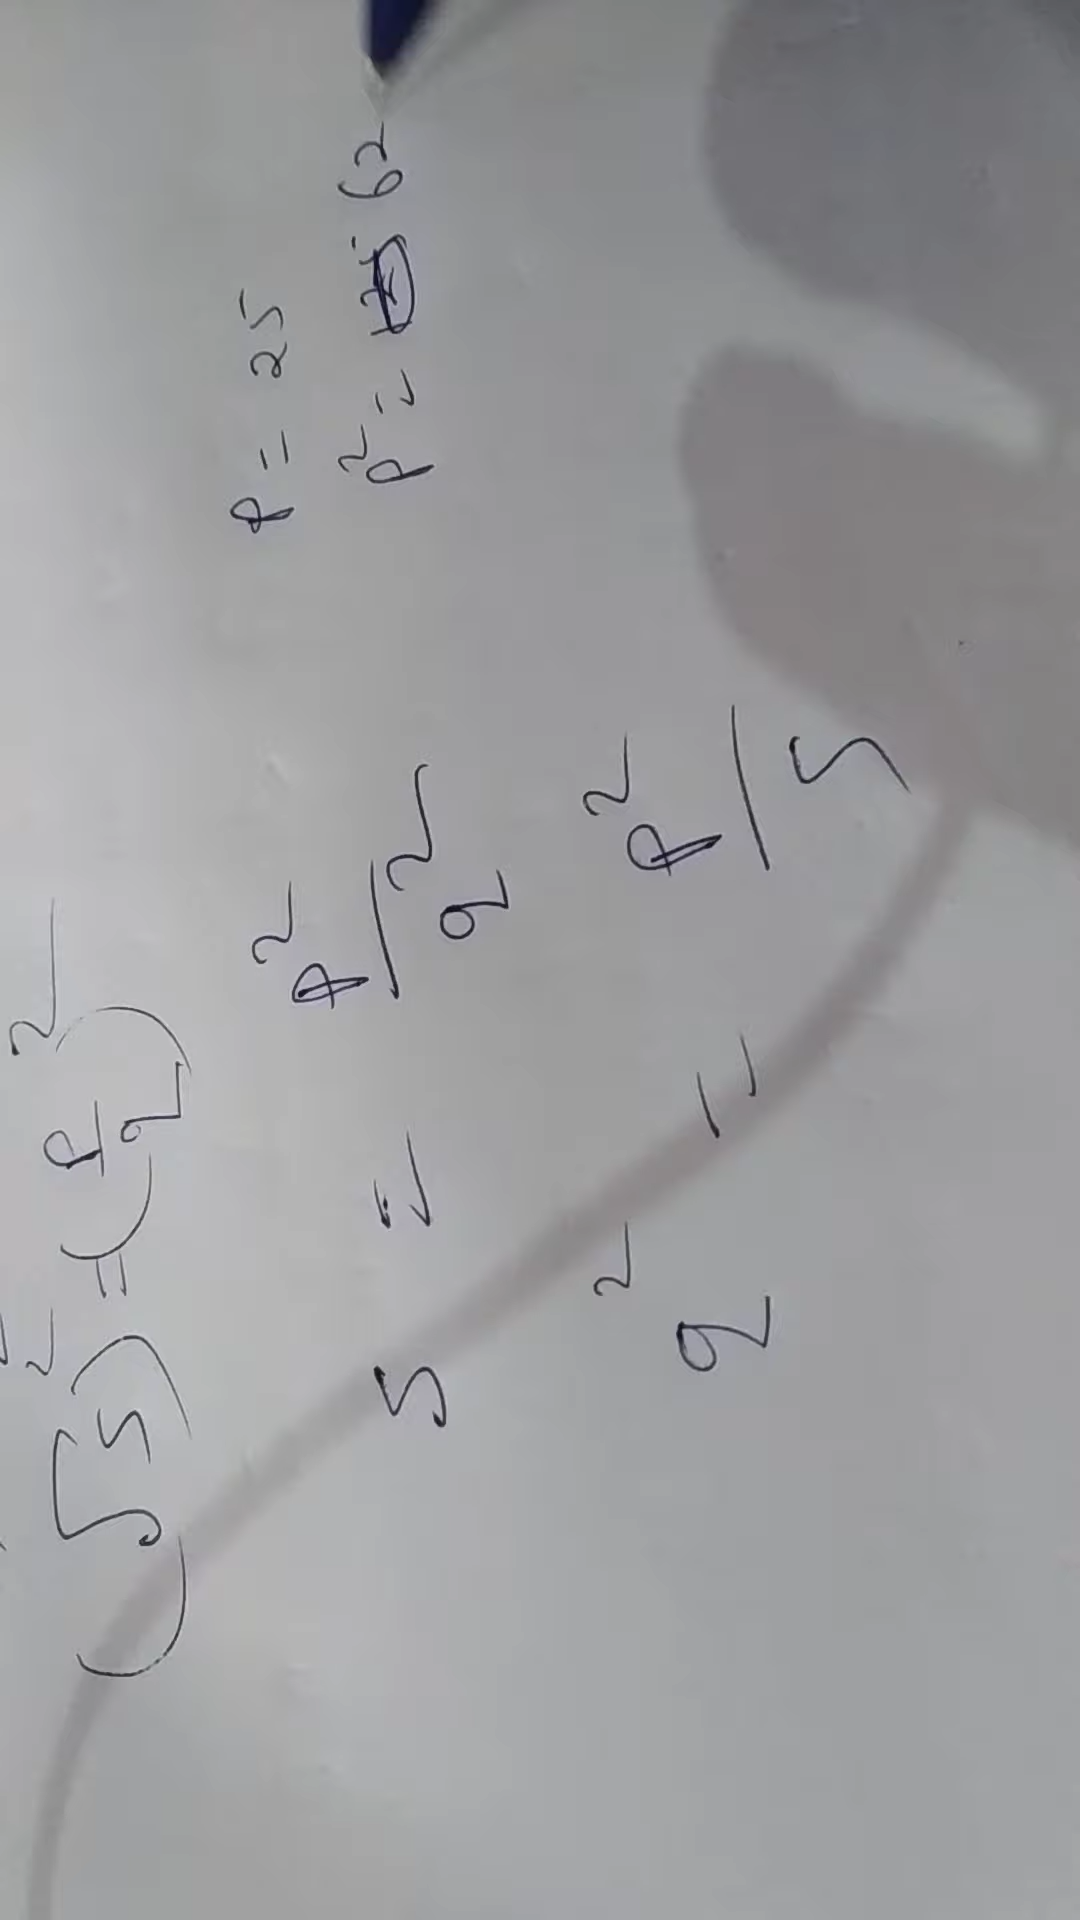 (√5)² = (p/q)²
5 = p²/q²
q² = p²/5
p = 25
p² = 62